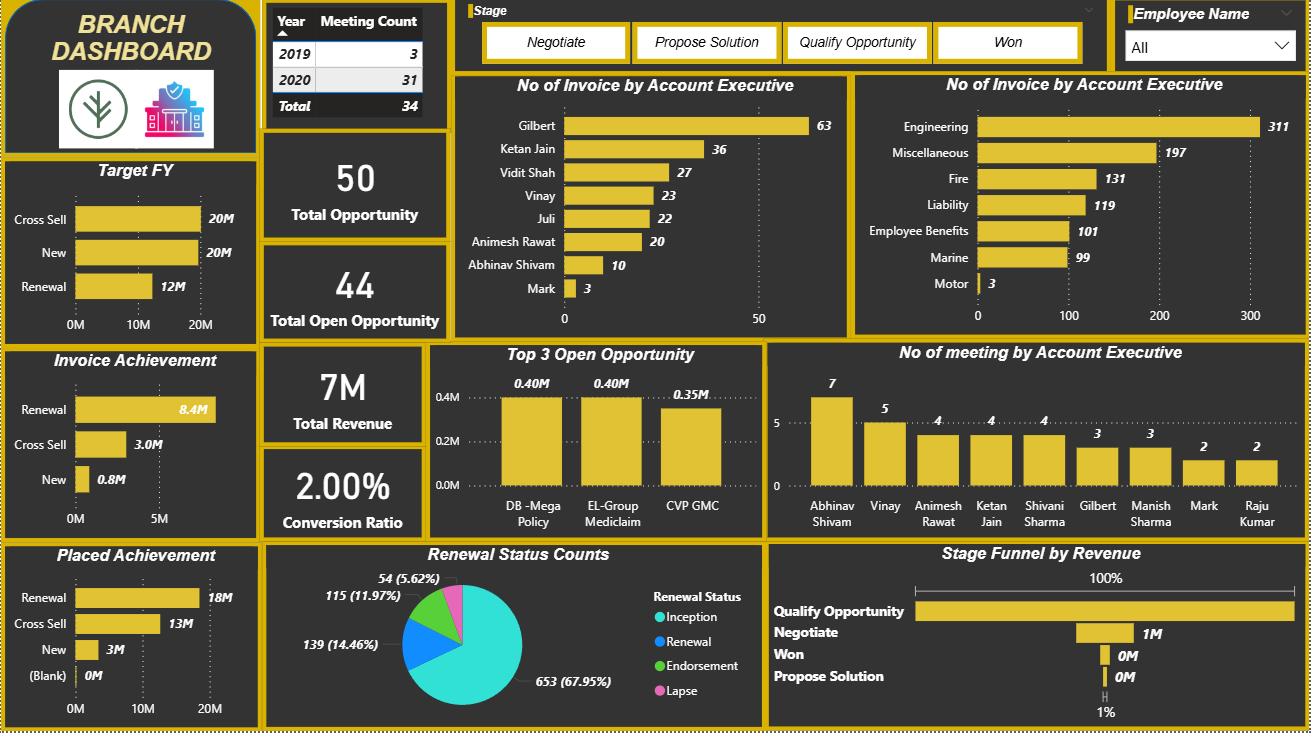 BRANCH
DASHBOARD
Year Meeting Count
2019 3
2020 31
Total 34
Stage
Negotiate
Propose Solution
Qualify Opportunity
Won
Employee Name
All
Target FY
Cross Sell 20M
New 20M
Renewal 12M
0M 10M 20M
50
Total Opportunity
44
Total Open Opportunity
No of Invoice by Account Executive
Gilbert 63
Ketan Jain 36
Vidit Shah 27
Vinay 23
Juli 22
Animesh Rawat 20
Abhinav Shivam 10
Mark 3
0 50
No of Invoice by Account Executive
Engineering 311
Miscellaneous 197
Fire 131
Liability 119
Employee Benefits 101
Marine 99
Motor 3
0 100 200 300
Invoice Achievement
Renewal 8.4M
Cross Sell 3.0M
New 0.8M
0M 5M
7M
Total Revenue
2.00%
Conversion Ratio
Top 3 Open Opportunity
0.40M 0.40M 0.35M
0.4M
0.2M
0.0M
DB -Mega
Policy
EL-Group
Mediclaim
CVP GMC
No of meeting by Account Executive
7 5 4 4 4 3 3 2 2
5
0
Abhinav
Shivam
Vinay
Animesh
Rawat
Ketan
Jain
Shivani
Sharma
Gilbert
Manish
Sharma
Mark
Raju
Kumar
Placed Achievement
Renewal 18M
Cross Sell 13M
New 3M
(Blank) 0M
0M 10M 20M
Renewal Status Counts
54 (5.62%)
115 (11.97%)
139 (14.46%)
653 (67.95%)
Renewal Status
Inception
Renewal
Endorsement
Lapse
Stage Funnel by Revenue
100%
Qualify Opportunity
Negotiate 1M
Won 0M
Propose Solution 0M
1%